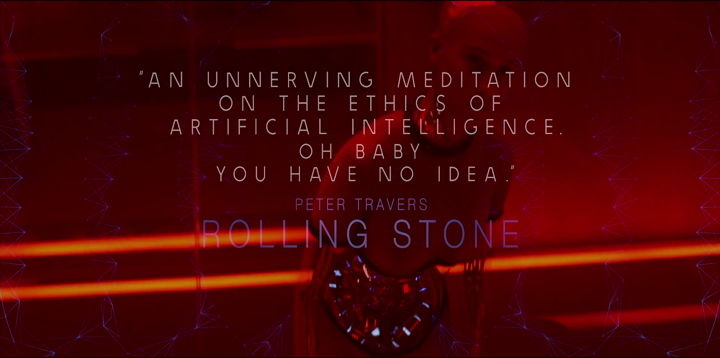 "AN UNNERVING MEDITATION
ON THE ETHICS OF
ARTIFICIAL INTELLIGENCE.
OH BABY
YOU HAVE NO IDEA."
PETER TRAVERS
ROLLING STONE